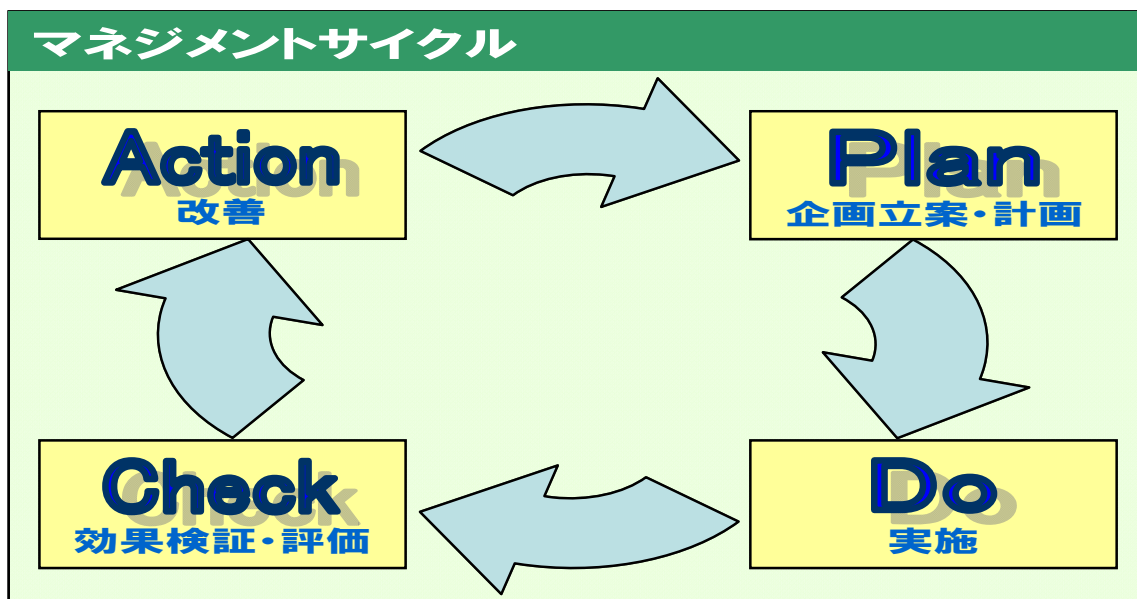 マネジメントサイクル
Action
改善
Plan
企画立案・計画
Check
効果検証・評価
Do
実施